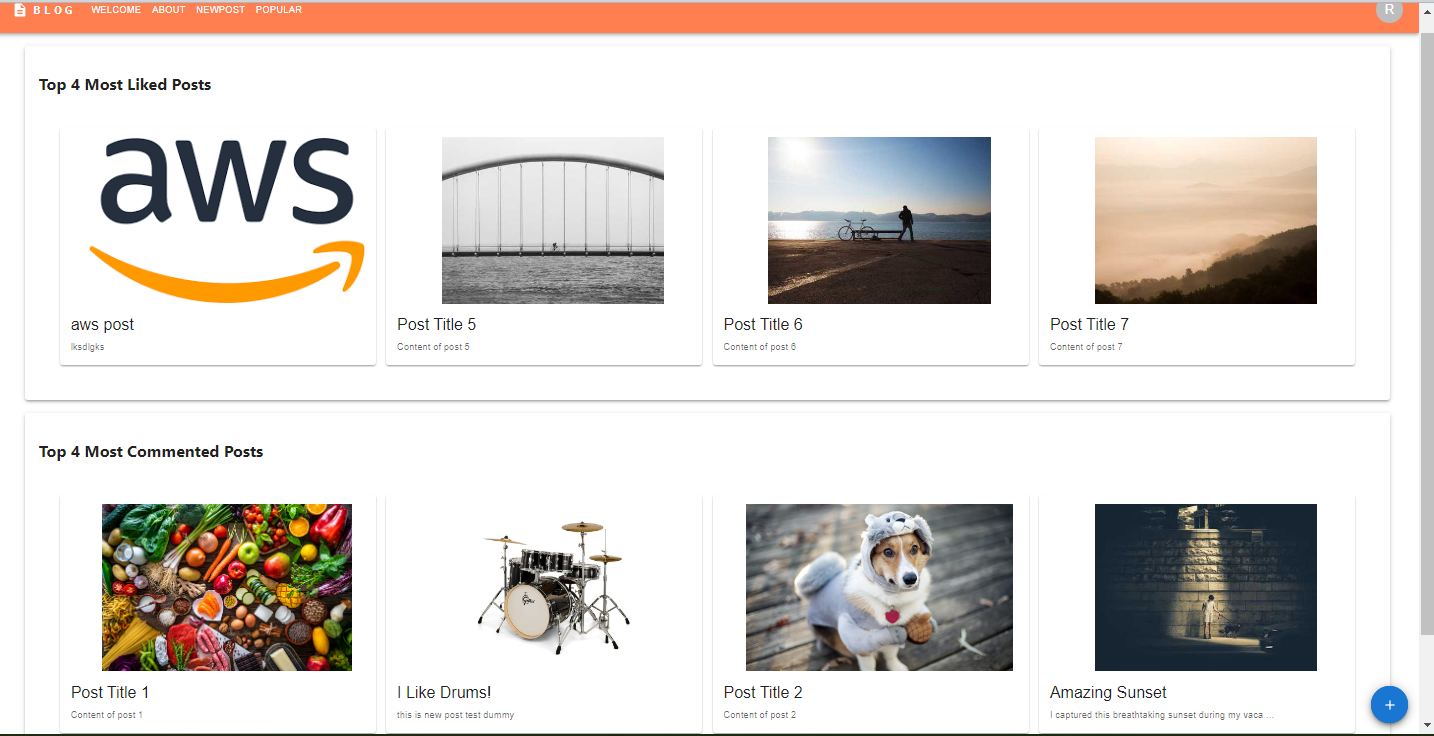 BLOG WELCOME ABOUT NEWPOST POPULAR R
Top 4 Most Liked Posts
aws
aws post
lksdlgks
Post Title 5
Content of post 5
Post Title 6
Content of post 6
Post Title 7
Content of post 7
Top 4 Most Commented Posts
Post Title 1
Content of post 1
I Like Drums!
this is new post test dummy
Post Title 2
Content of post 2
Amazing Sunset
I captured this breathtaking sunset during my vaca ...
+